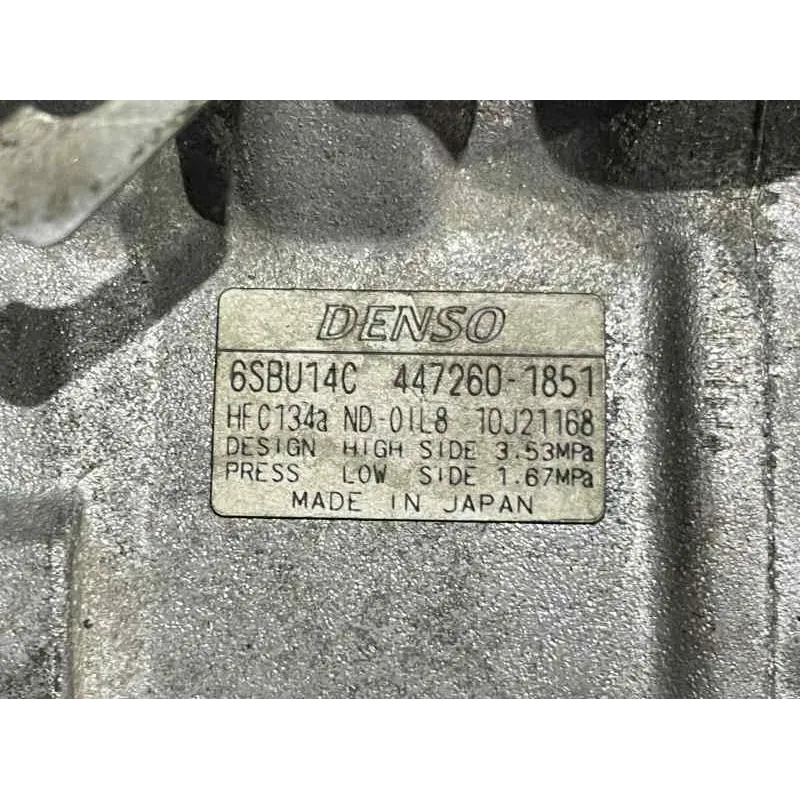 DENSO
6SBU14C 447260-1851
HFC134a ND-OIL8 10J21168
DESIGN HIGH SIDE 3.53MPa
PRESS LOW SIDE 1.67MPa
MADE IN JAPAN